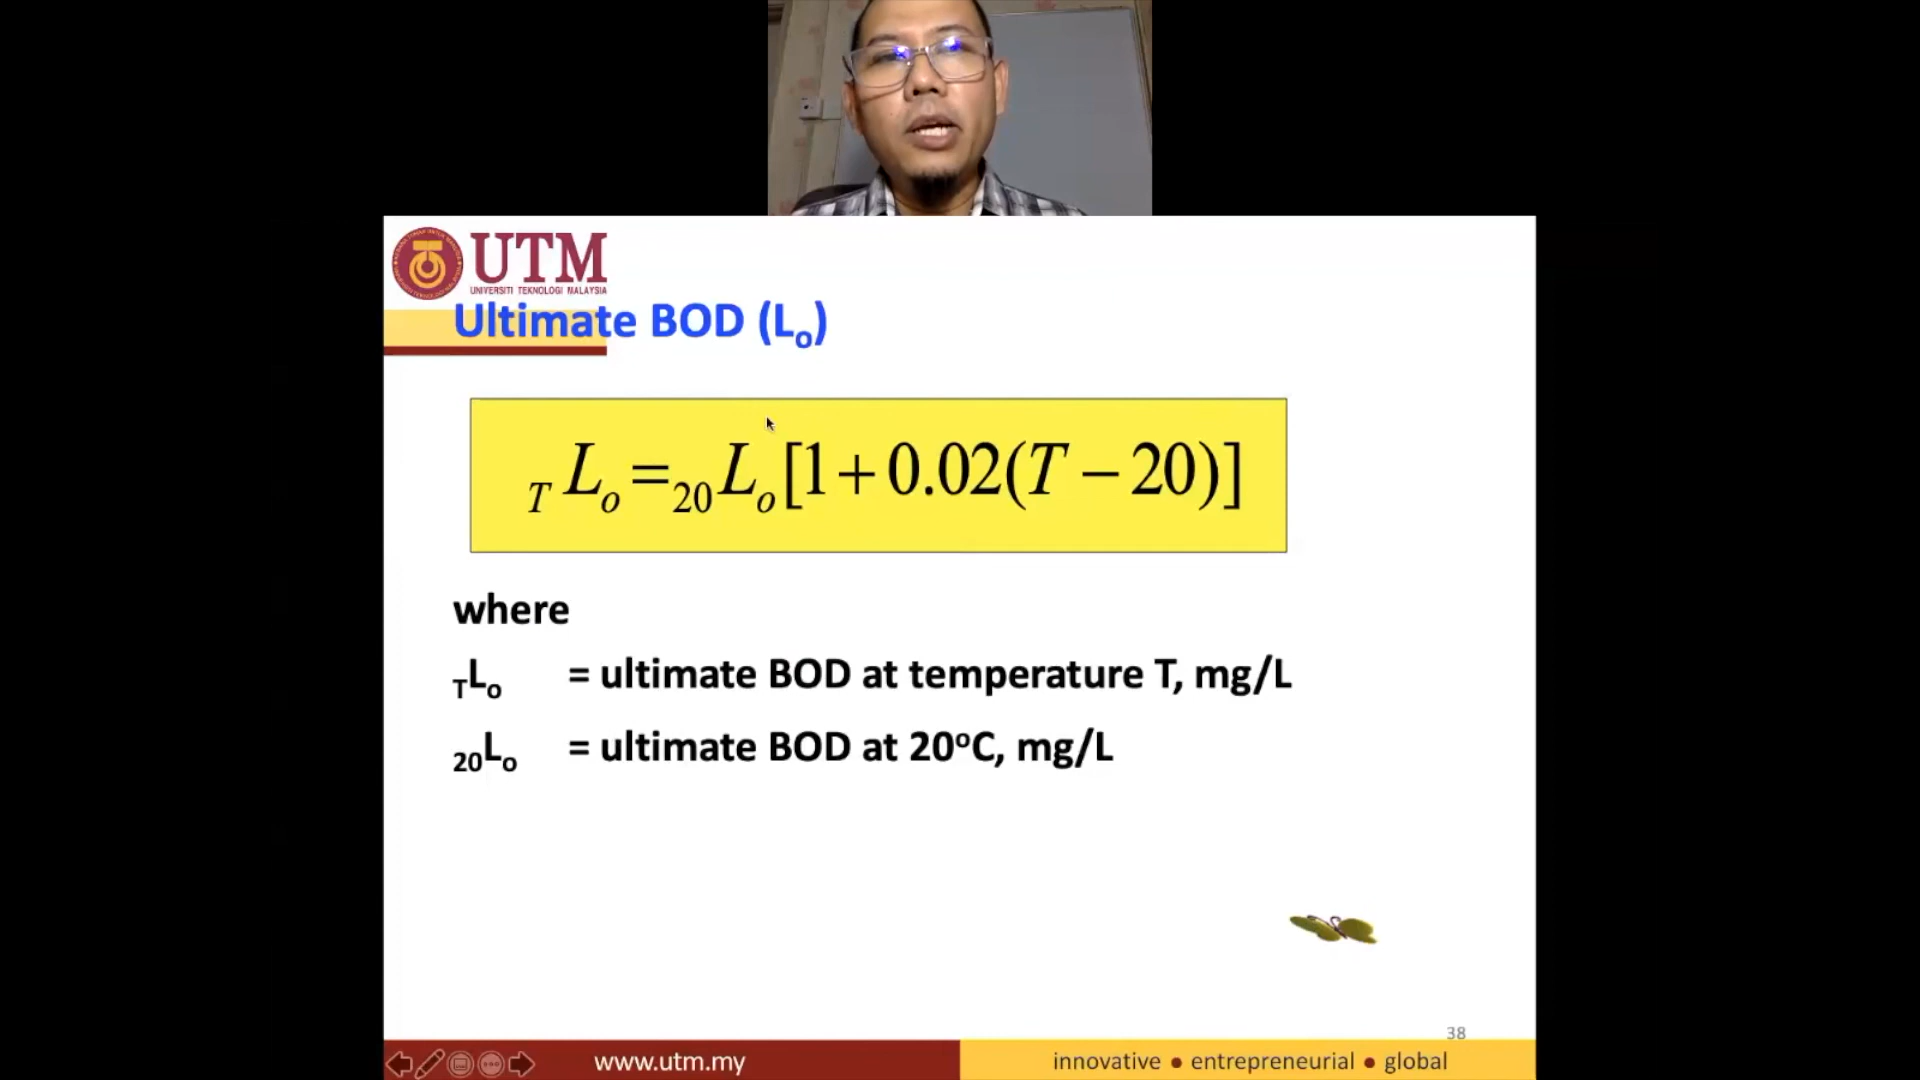 UTM
UNIVERSITI TEKNOLOGI MALAYSIA
Ultimate BOD (Lₒ)
ₜLₒ=₂₀Lₒ[1+0.02(T−20)]
where
ₜLₒ = ultimate BOD at temperature T, mg/L
₂₀Lₒ = ultimate BOD at 20ᵒC, mg/L
38
www.utm.my
innovative ● entrepreneurial ● global